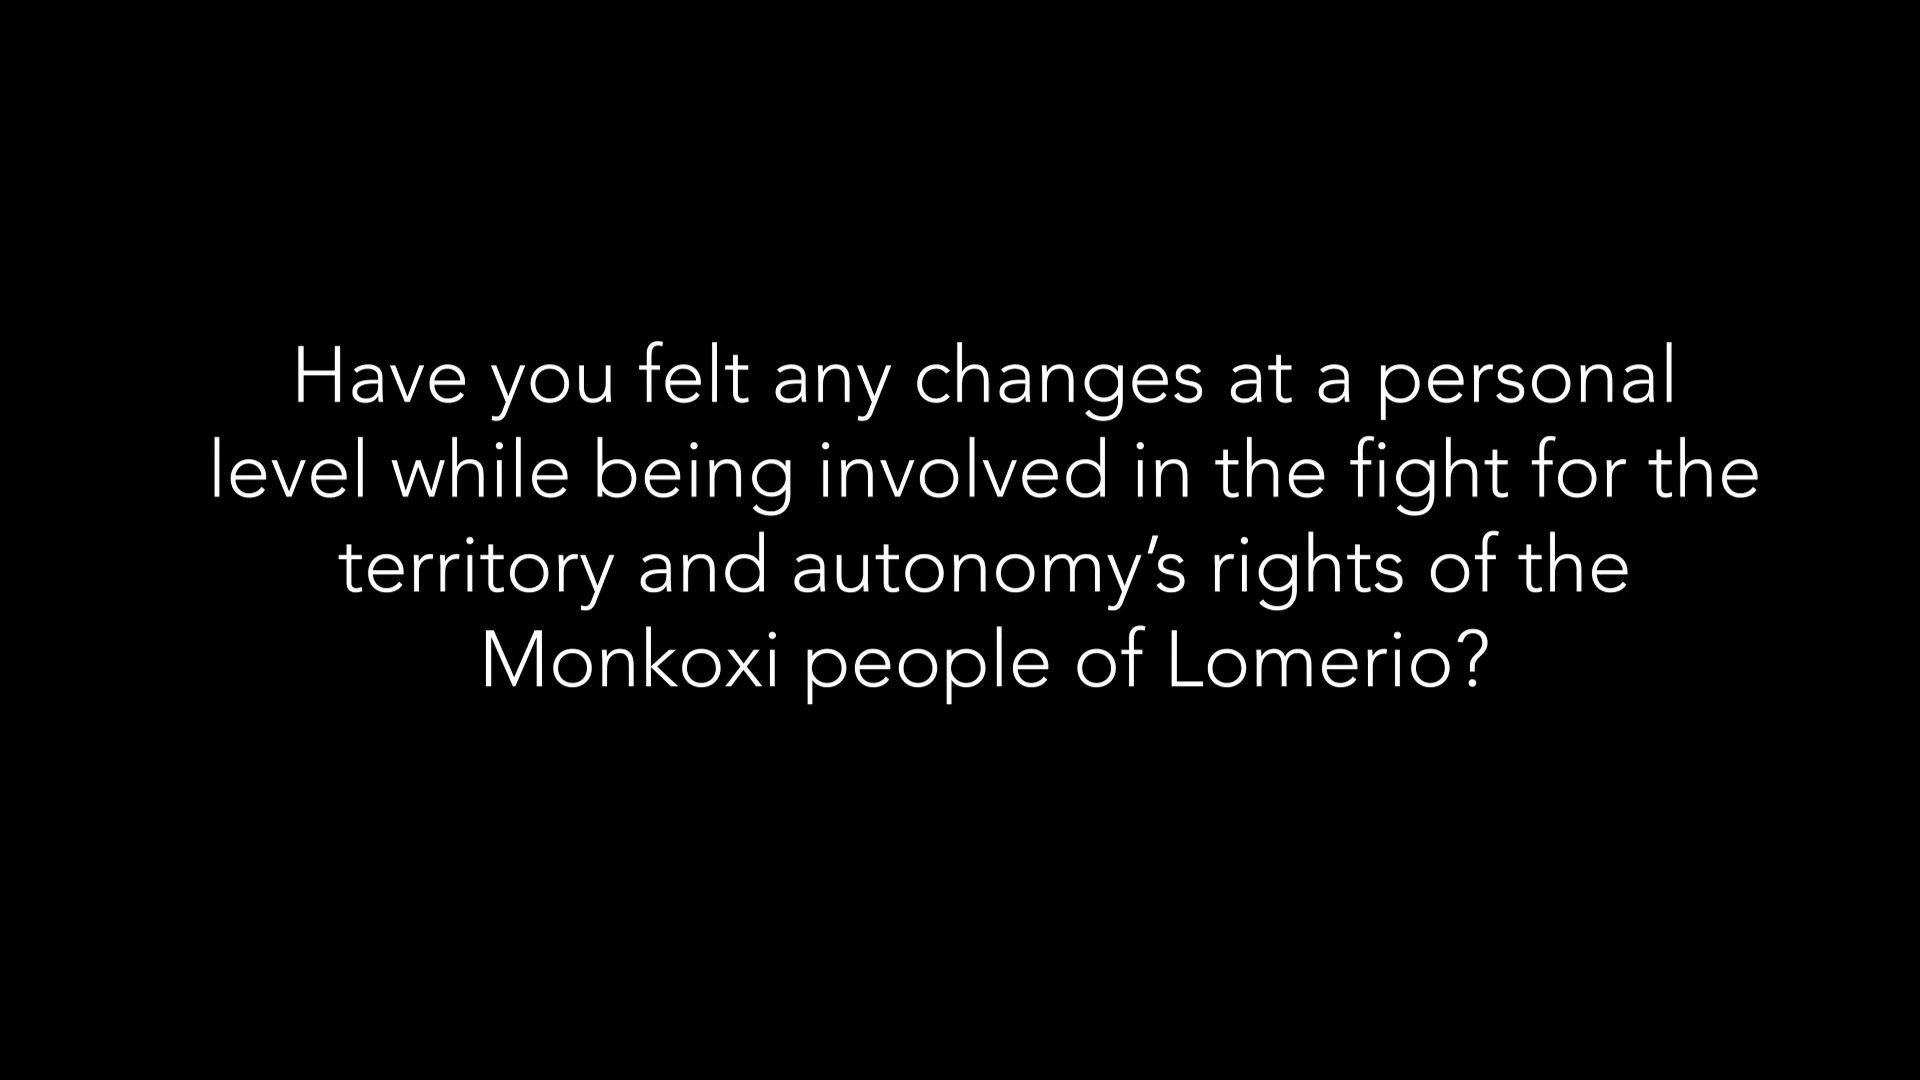 Have you felt any changes at a personal
level while being involved in the fight for the
territory and autonomy’s rights of the
Monkoxi people of Lomerio?